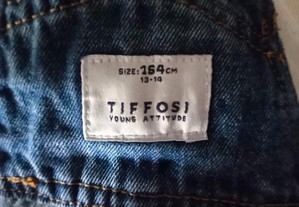 SIZE: 164CM
13-14
TIFFOSI
YOUNG ATTITUDE